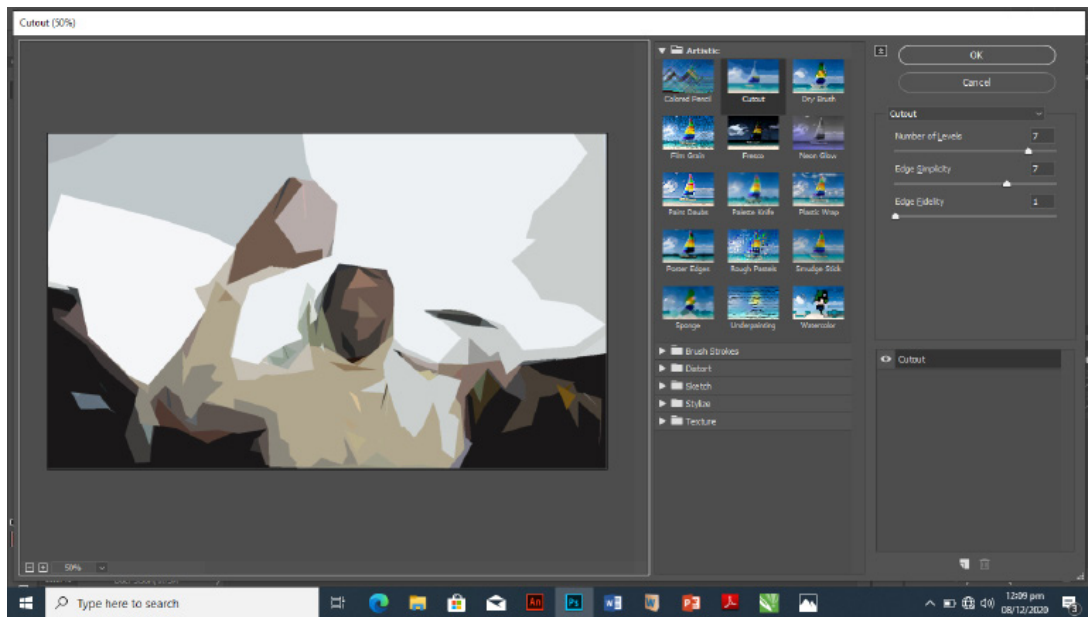 Cutout (50%)
Artistic
Colored Pencil
Cutout
Dry Brush
Film Grain
Fresco
Neon Glow
Paint Daubs
Palette Knife
Plastic Wrap
Poster Edges
Rough Pastels
Smudge Stick
Sponge
Underpainting
Watercolor
Brush Strokes
Distort
Sketch
Stylize
Texture
OK
Cancel
Cutout
Number of Levels 7
Edge Simplicity 7
Edge Fidelity 1
Cutout
50%
Type here to search
An
Ps
12:09 pm
08/12/2020
3